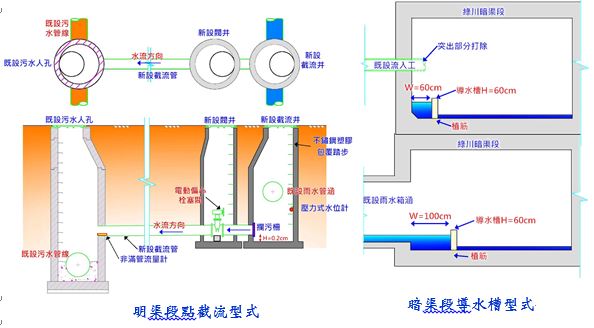 既設污
水管線
既設污水人孔
水流方向
新設截流管
新設閘井
新設
截流井
既設污水人孔
新設閘井
新設截流井
不鏽鋼塑膠
包覆踏步
電動偏心
栓塞閥
既設雨水管涵
壓力式水位計
水流方向
攔污柵
H=0.2cm
新設截流管
非滿管流量計
既設污水管線
明渠段點截流型式
綠川暗渠段
突出部分打除
既設流入工
W=60cm
導水槽H=60cm
植筋
綠川暗渠段
既設雨水箱涵
W=100cm
導水槽H=60cm
植筋
暗渠段導水槽型式